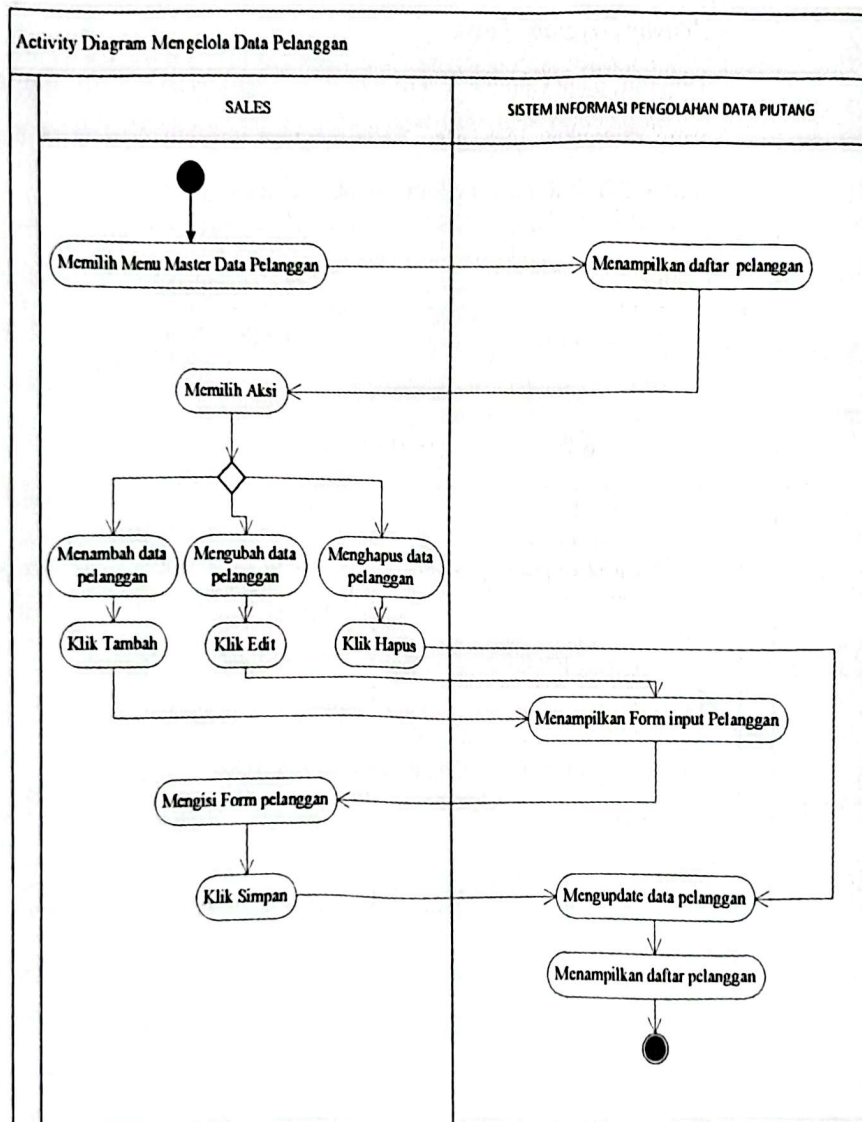 Activity Diagram Mengelola Data Pelanggan
SALES
SISTEM INFORMASI PENGOLAHAN DATA PIUTANG
Memilih Menu Master Data Pelanggan
Menampilkan daftar pelanggan
Memilih Aksi
Menambah data
pelanggan
Mengubah data
pelanggan
Menghapus data
pelanggan
Klik Tambah
Klik Edit
Klik Hapus
Menampilkan Form input Pelanggan
Mengisi Form pelanggan
Klik Simpan
Mengupdate data pelanggan
Menampilkan daftar pelanggan